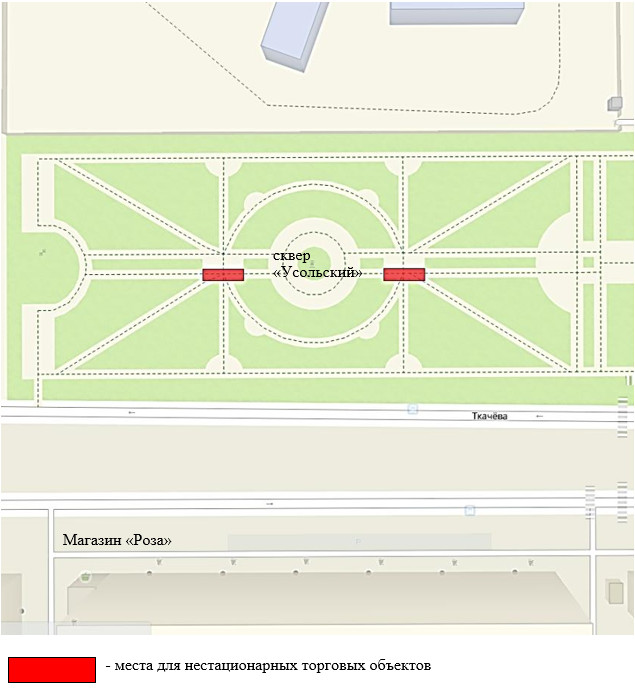 сквер
«Усольский»
Ткачёва
Магазин «Роза»
- места для нестационарных торговых объектов